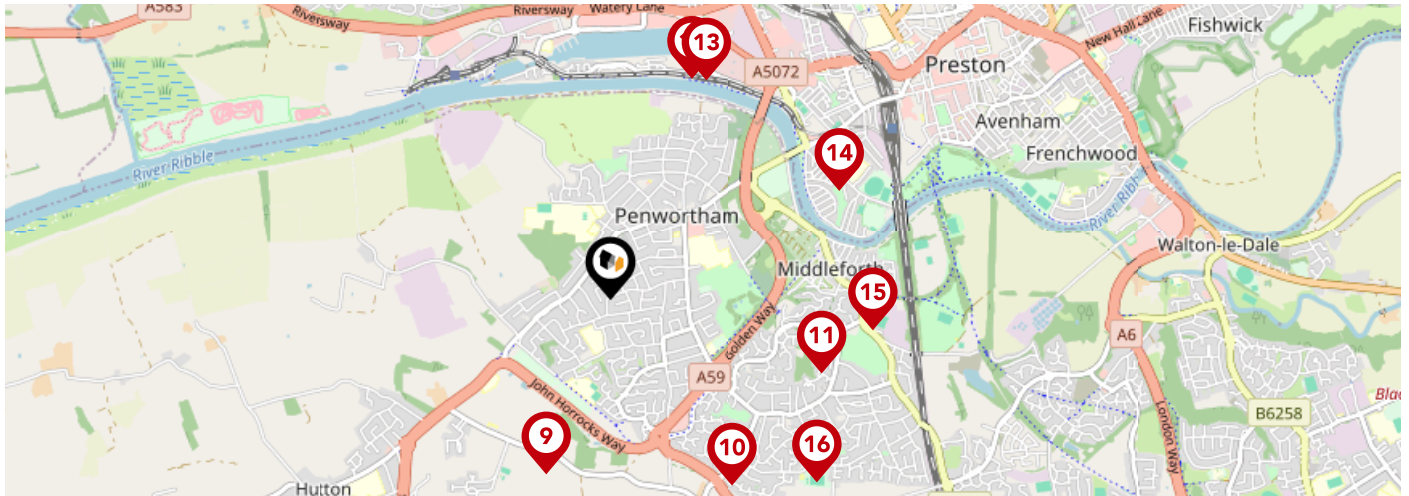 A583
Riversway
Riversway
Watery Lane
New Hall Lane
Fishwick
13
A5072
Preston
Avenham
Frenchwood
14
River Ribble
River Ribbl
Penwortham
Walton-le-Dale
Middleforth
15
11
Golden Way
A6
A59
John Horrocks Way
London Way
B6258
9
10
16
Hutton